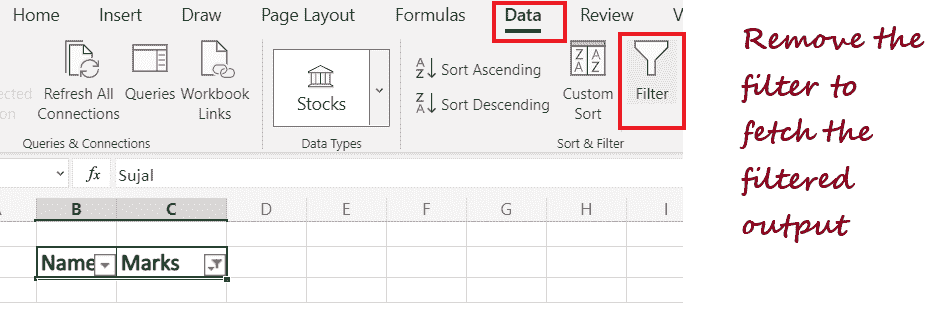 Home Insert Draw Page Layout Formulas Data Review
Refresh All Connections
Queries
Workbook Links
Stocks
Sort Ascending
Sort Descending
Custom Sort
Filter
Queries & Connections Data Types Sort & Filter
fx Sujal
B C D E F G H I
Name Marks
Remove the
filter to
fetch the
filtered
output